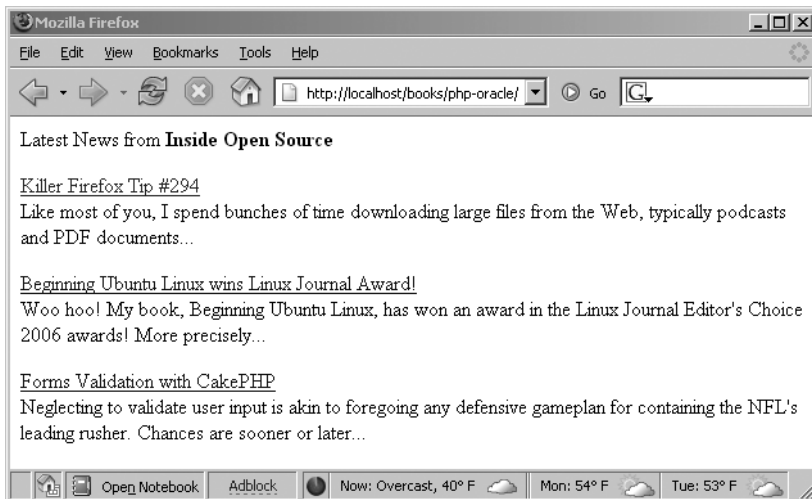 Mozilla Firefox
File Edit View Bookmarks Tools Help
http://localhost/books/php-oracle/ Go G
Latest News from Inside Open Source
Killer Firefox Tip #294
Like most of you, I spend bunches of time downloading large files from the Web, typically podcasts
and PDF documents...
Beginning Ubuntu Linux wins Linux Journal Award!
Woo hoo! My book, Beginning Ubuntu Linux, has won an award in the Linux Journal Editor's Choice
2006 awards! More precisely...
Forms Validation with CakePHP
Neglecting to validate user input is akin to foregoing any defensive gameplan for containing the NFL's
leading rusher. Chances are sooner or later...
Open Notebook Adblock Now: Overcast, 40° F Mon: 54° F Tue: 53° F